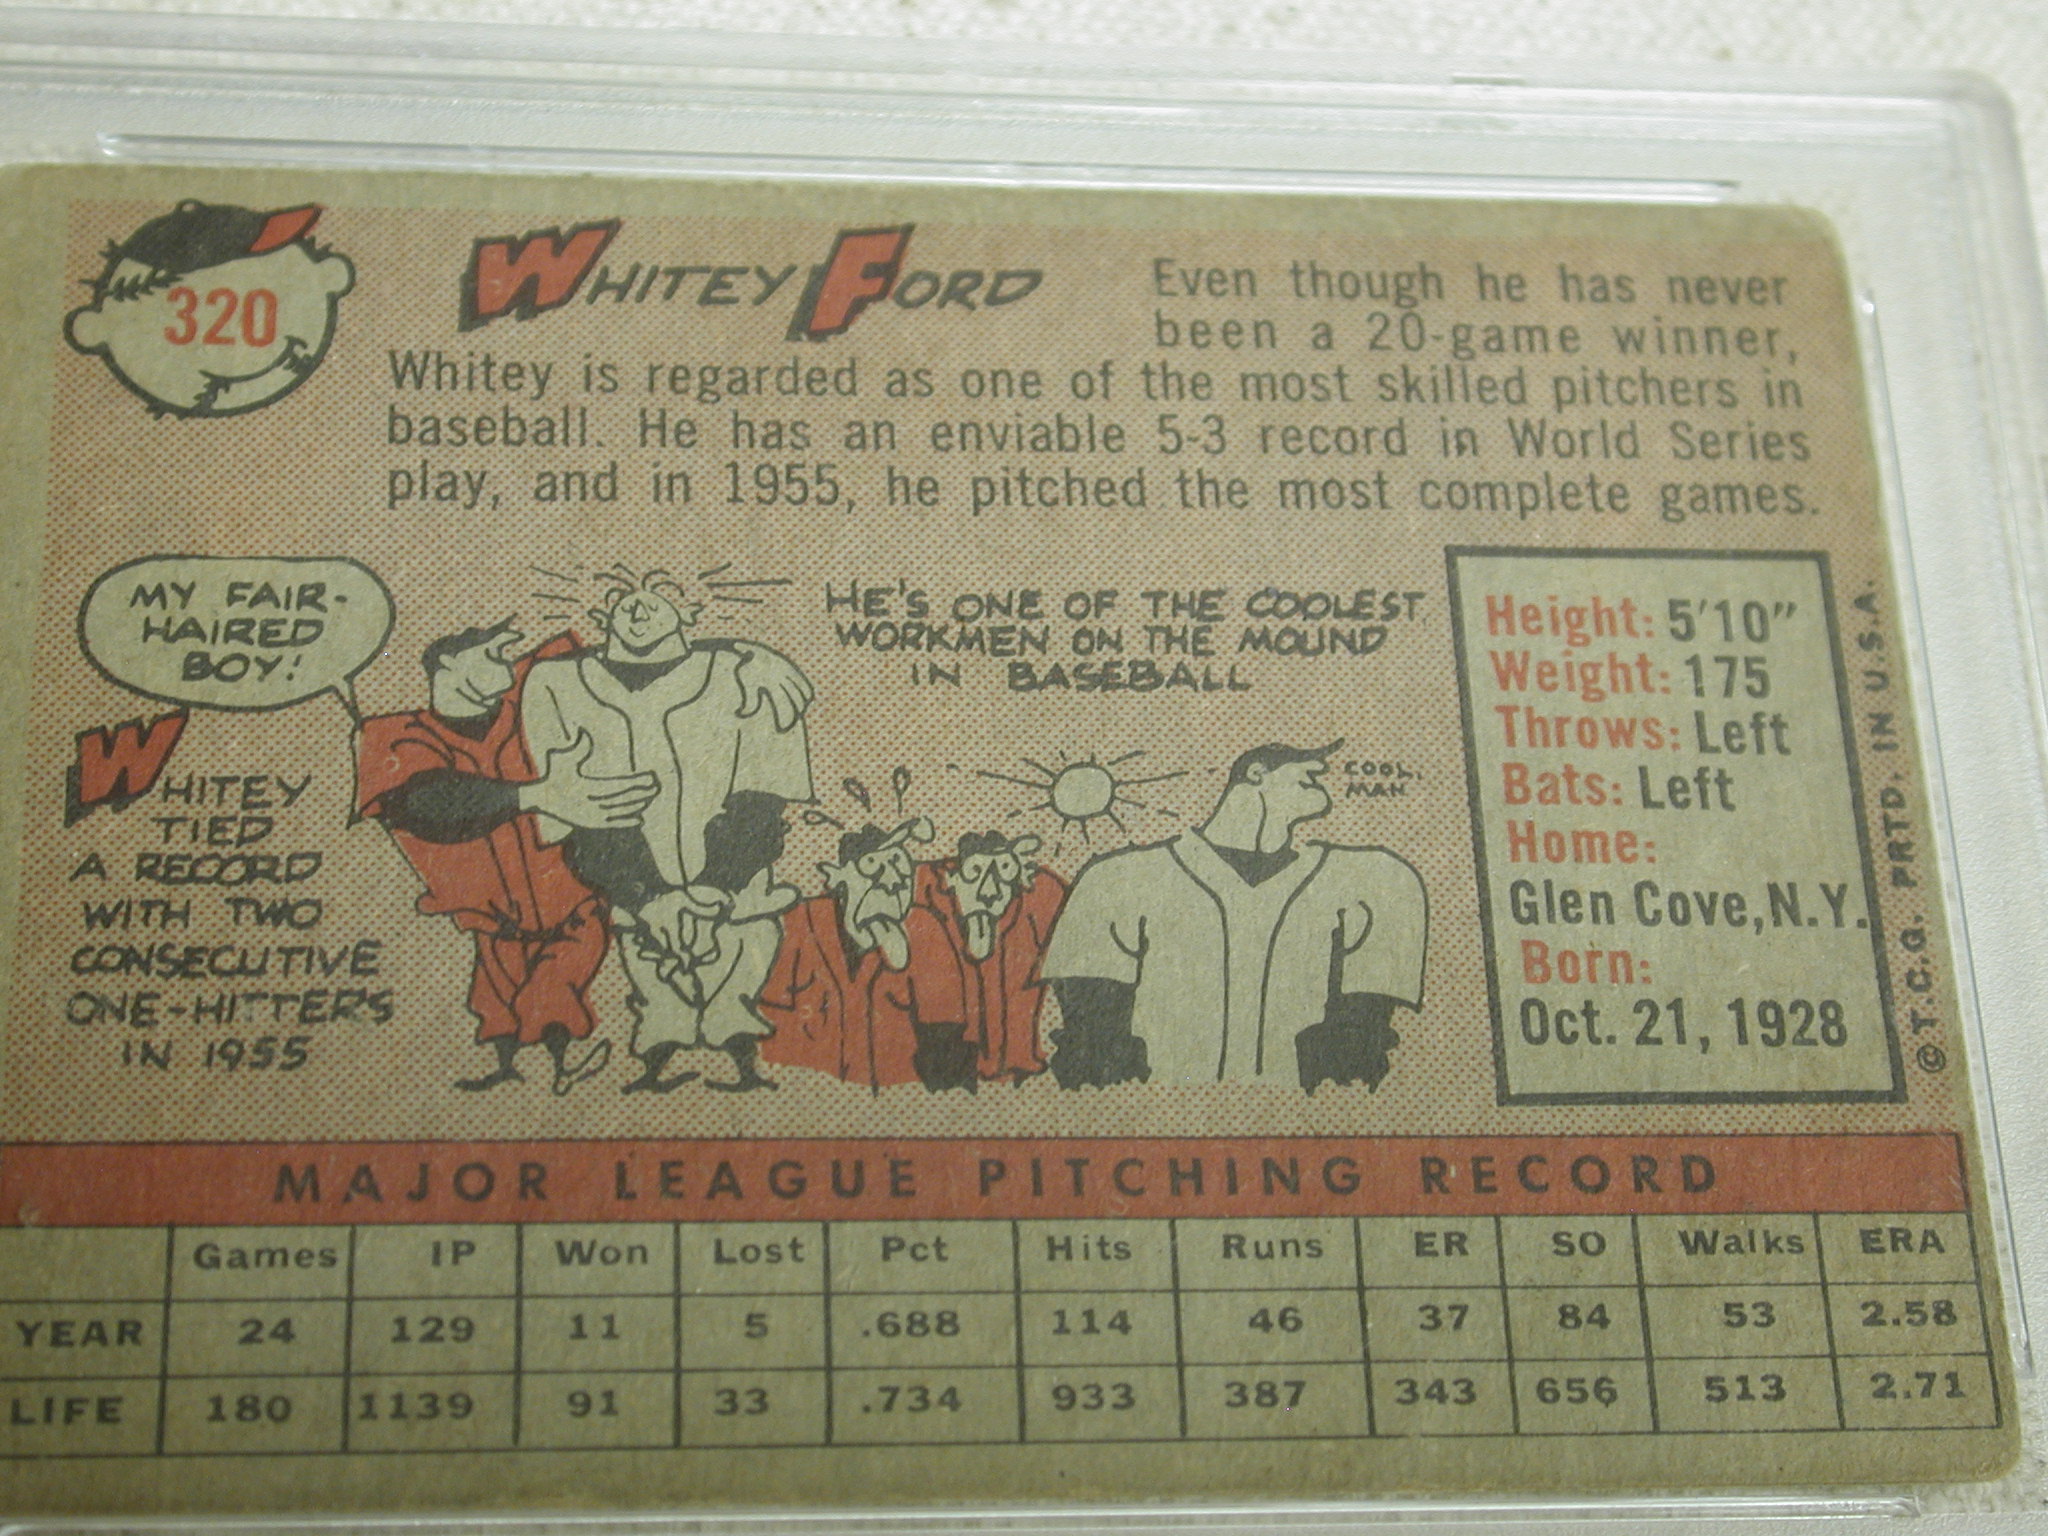 320
WHITEY FORD
Even though he has never
been a 20-game winner,
Whitey is regarded as one of the most skilled pitchers in
baseball. He has an enviable 5-3 record in World Series
play, and in 1955, he pitched the most complete games.
MY FAIR-
HAIRED
BOY!
WHITEY
TIED
A RECORD
WITH TWO
CONSECUTIVE
ONE-HITTERS
IN 1955
HE'S ONE OF THE COOLEST
WORKMEN ON THE MOUND
IN BASEBALL
COOL,
MAN
Height: 5'10"
Weight: 175
Throws: Left
Bats: Left
Home:
Glen Cove, N.Y.
Born:
Oct. 21, 1928
© T.C.G. PRTD. IN U.S.A.
MAJOR LEAGUE PITCHING RECORD
Games IP Won Lost Pct Hits Runs ER SO Walks ERA
YEAR 24 129 11 5 .688 114 46 37 84 53 2.58
LIFE 180 1139 91 33 .734 933 387 343 656 513 2.71